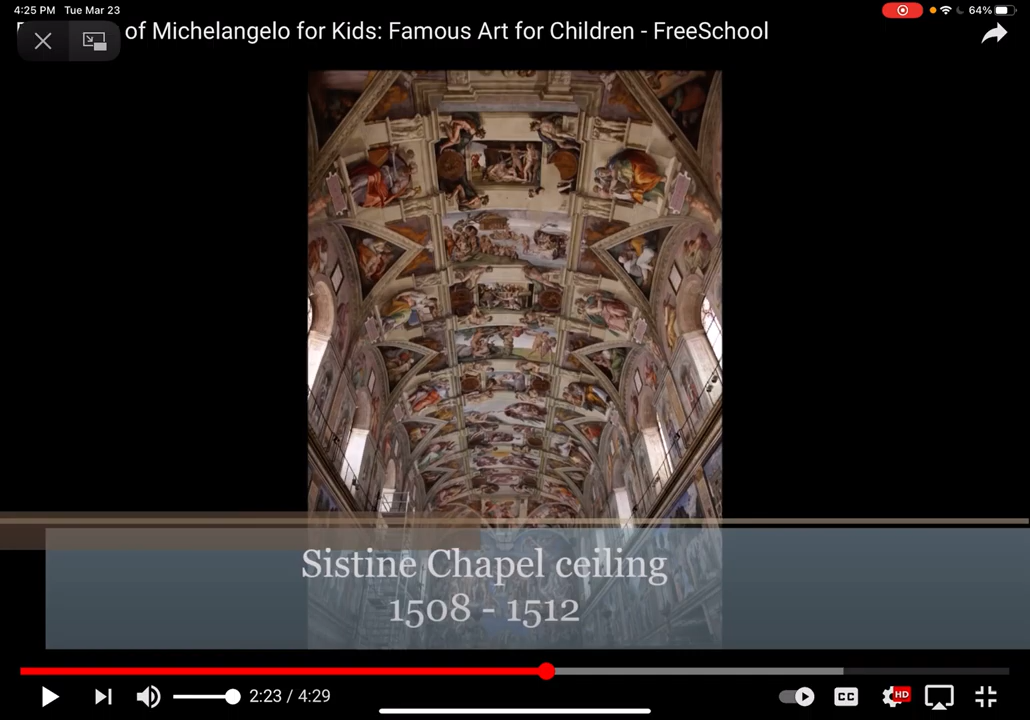 4:25 PM Tue Mar 23
64%
of Michelangelo for Kids: Famous Art for Children - FreeSchool
Sistine Chapel ceiling
1508 - 1512
2:23 / 4:29
CC
HD